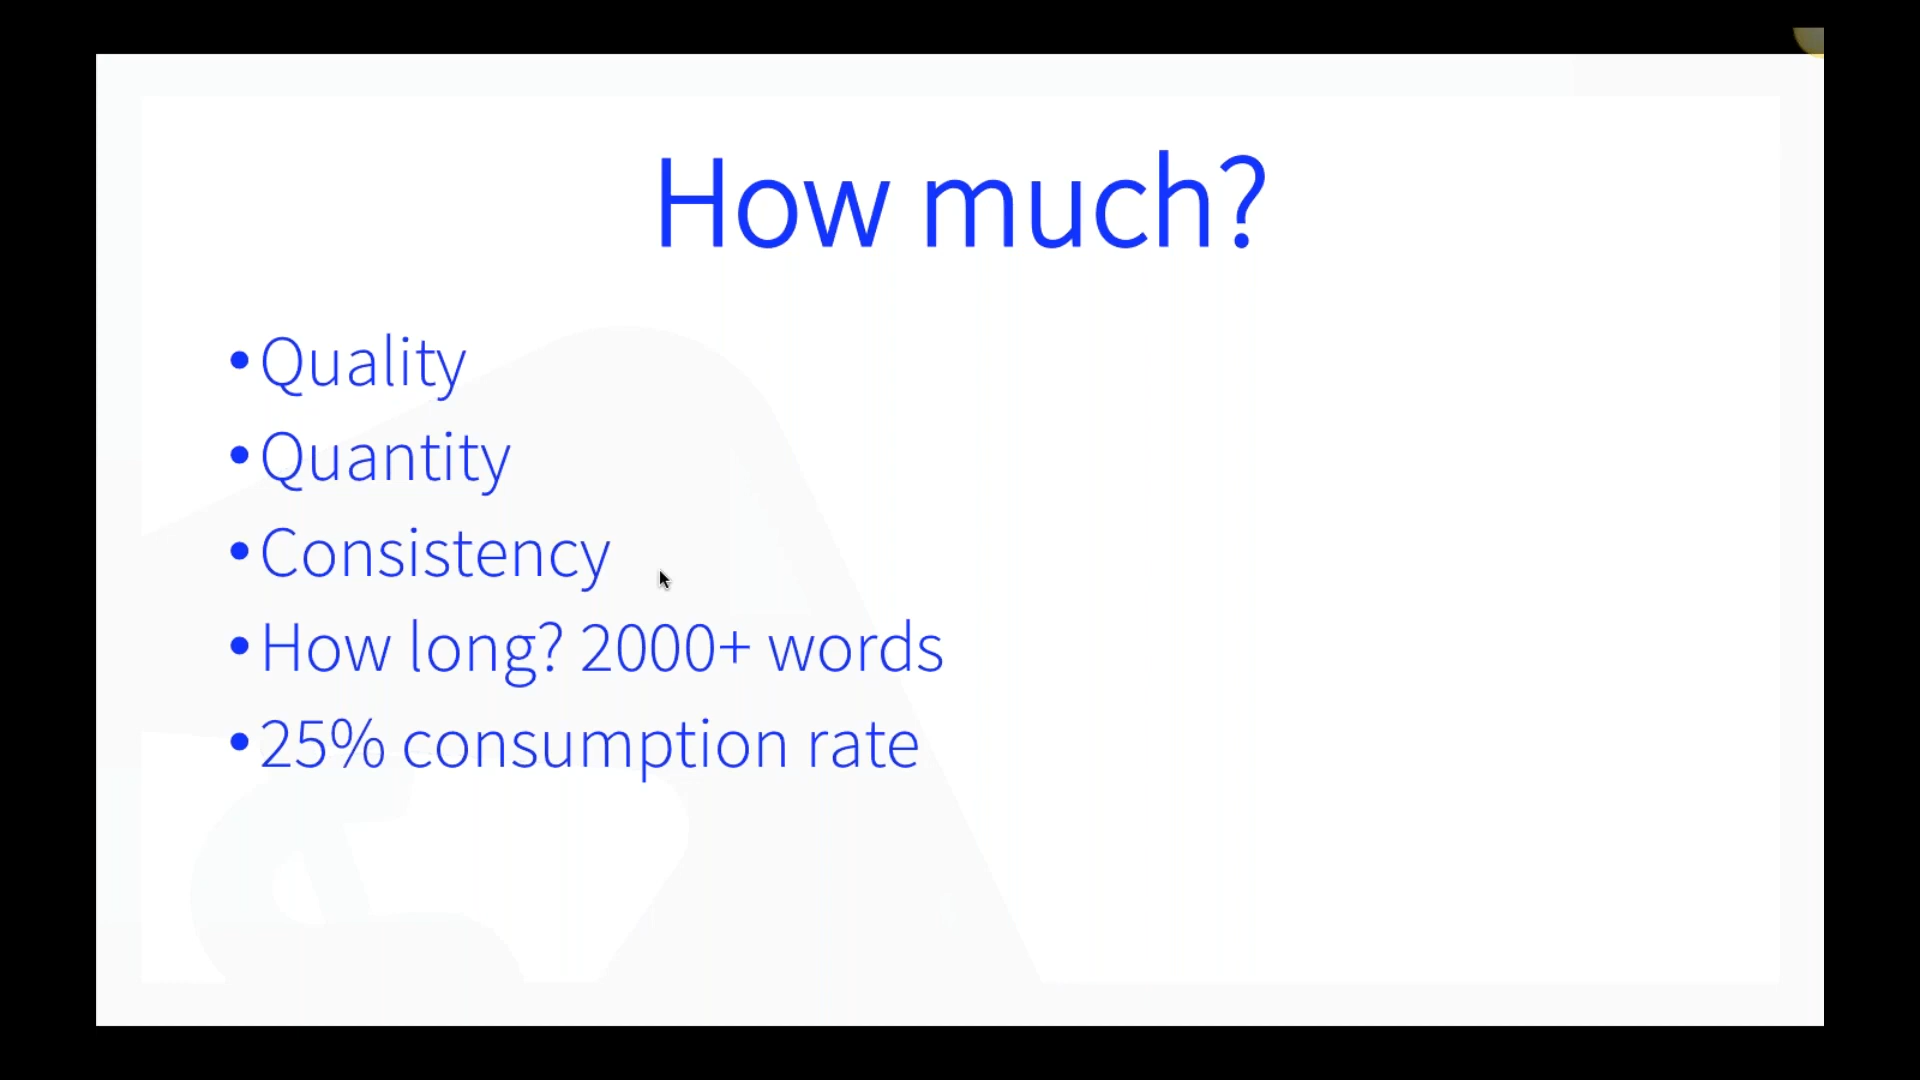 How much?
• Quality
• Quantity
• Consistency
• How long? 2000+ words
• 25% consumption rate